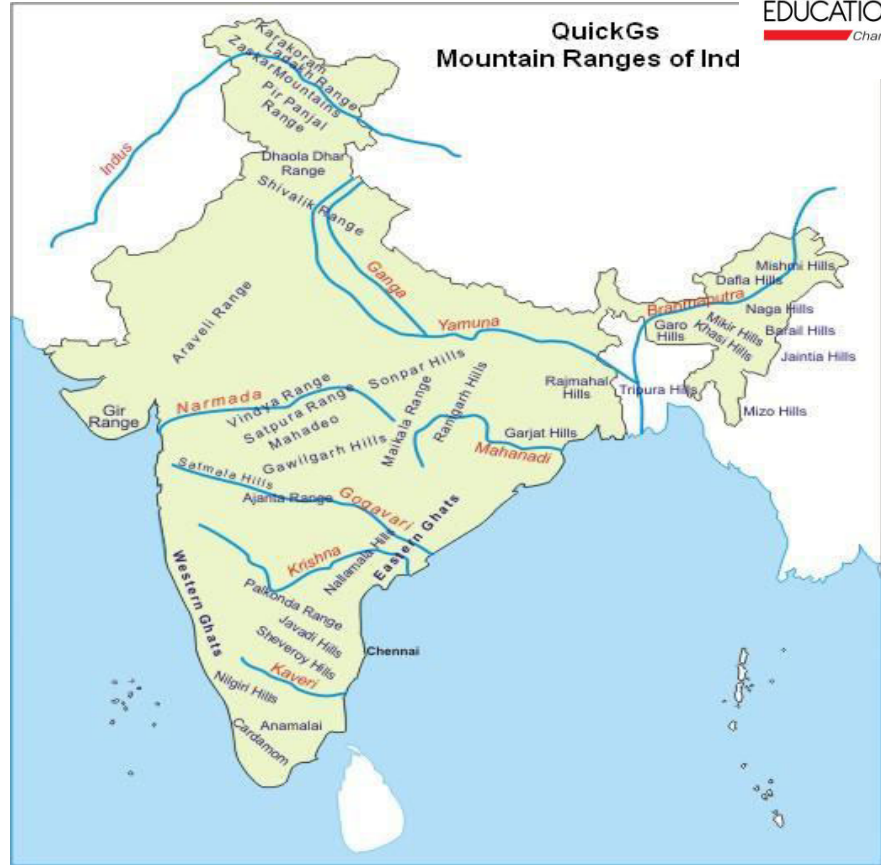 EDUCATIO
Chan
QuickGs
Mountain Ranges of Ind
Karakoram
Ladakh Range
Zaskar Mountains
Pir Panjal
Range
Indus
Dhaola Dhar
Range
Shivalik Range
Ganga
Yamuna
Araveli Range
Mishmi Hills
Dafla Hills
Brahmaputra
Naga Hills
Garo
Hills
Mikir Hills
Khasi Hills
Barail Hills
Jaintia Hills
Tripura Hills
Mizo Hills
Rajmahal
Hills
Sonpar Hills
Narmada
Vindya Range
Satpura Range
Mahadeo
Gawilgarh Hills
Maikala Range
Ramgarh Hills
Garjat Hills
Mahanadi
Gir
Range
Satmala Hills
Ajanta Range
Gogavari
Eastern Ghats
Krishna
Nallamala Hills
Western Ghats
Palkonda Range
Javadi Hills
Sheveroy Hills
Chennai
Kaveri
Nilgiri Hills
Anamalai
Cardamom